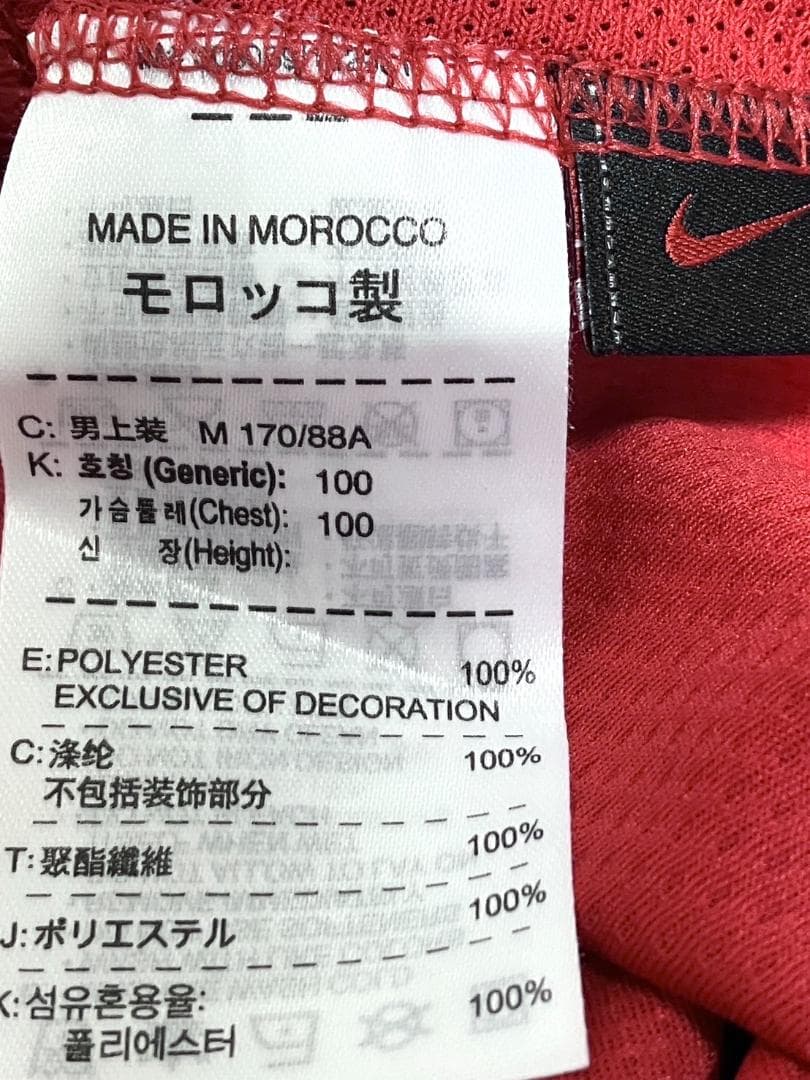 MADE IN MOROCCO
モロッコ製
C: 男上装 M 170/88A
K: 호칭 (Generic): 100
가슴둘레(Chest): 100
신 장(Height):
E: POLYESTER 100%
EXCLUSIVE OF DECORATION
C: 涤纶 100%
不包括装饰部分
T: 聚酯纖維 100%
J: ポリエステル 100%
K: 섬유혼용율: 100%
폴리에스터